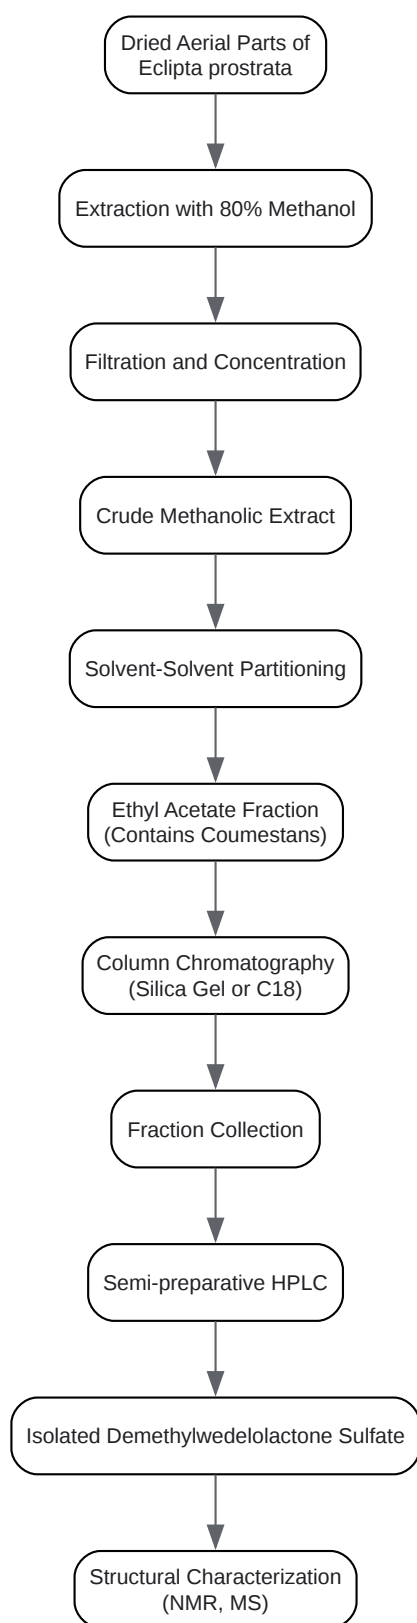 Dried Aerial Parts of
Eclipta prostrata
Extraction with 80% Methanol
Filtration and Concentration
Crude Methanolic Extract
Solvent-Solvent Partitioning
Ethyl Acetate Fraction
(Contains Coumestans)
Column Chromatography
(Silica Gel or C18)
Fraction Collection
Semi-preparative HPLC
Isolated Demethylwedelolactone Sulfate
Structural Characterization
(NMR, MS)